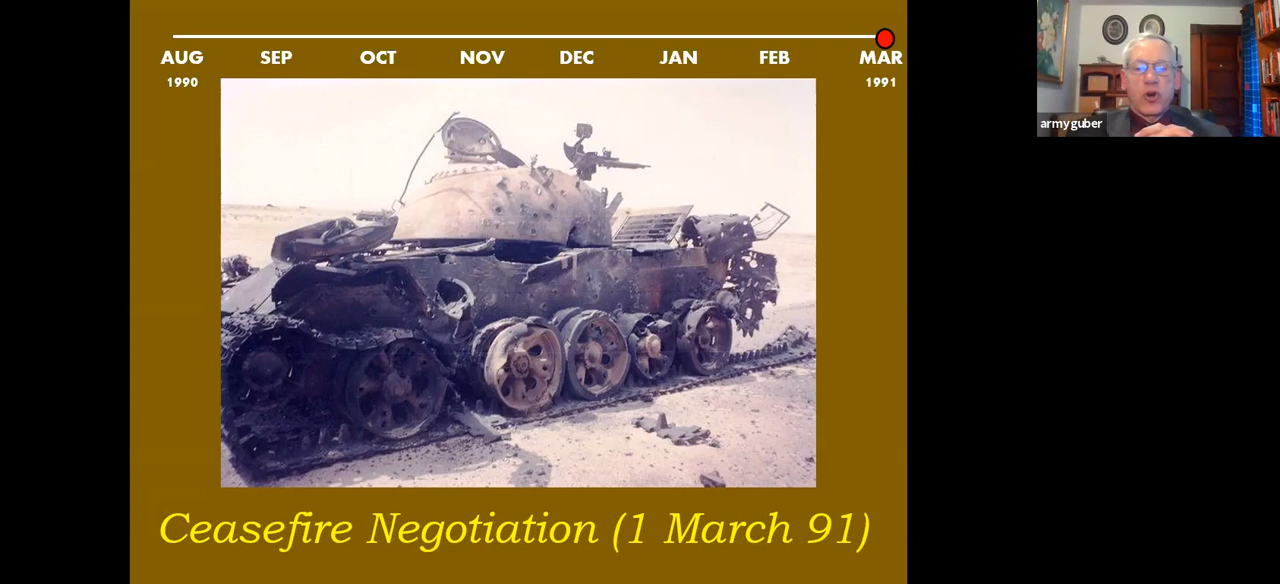 AUG SEP OCT NOV DEC JAN FEB MAR
1990 1991
armyguber
Ceasefire Negotiation (1 March 91)